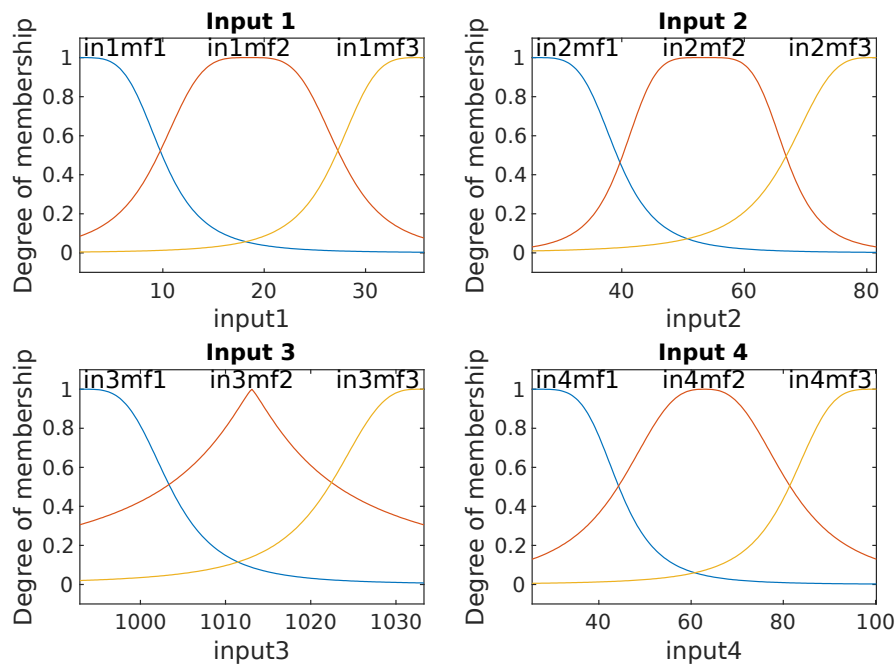 Input 1
in1mf1 in1mf2 in1mf3
Degree of membership
1
0.8
0.6
0.4
0.2
0
10 20 30
input1
Input 2
in2mf1 in2mf2 in2mf3
Degree of membership
1
0.8
0.6
0.4
0.2
0
40 60 80
input2
Input 3
in3mf1 in3mf2 in3mf3
Degree of membership
1
0.8
0.6
0.4
0.2
0
1000 1010 1020 1030
input3
Input 4
in4mf1 in4mf2 in4mf3
Degree of membership
1
0.8
0.6
0.4
0.2
0
40 60 80 100
input4